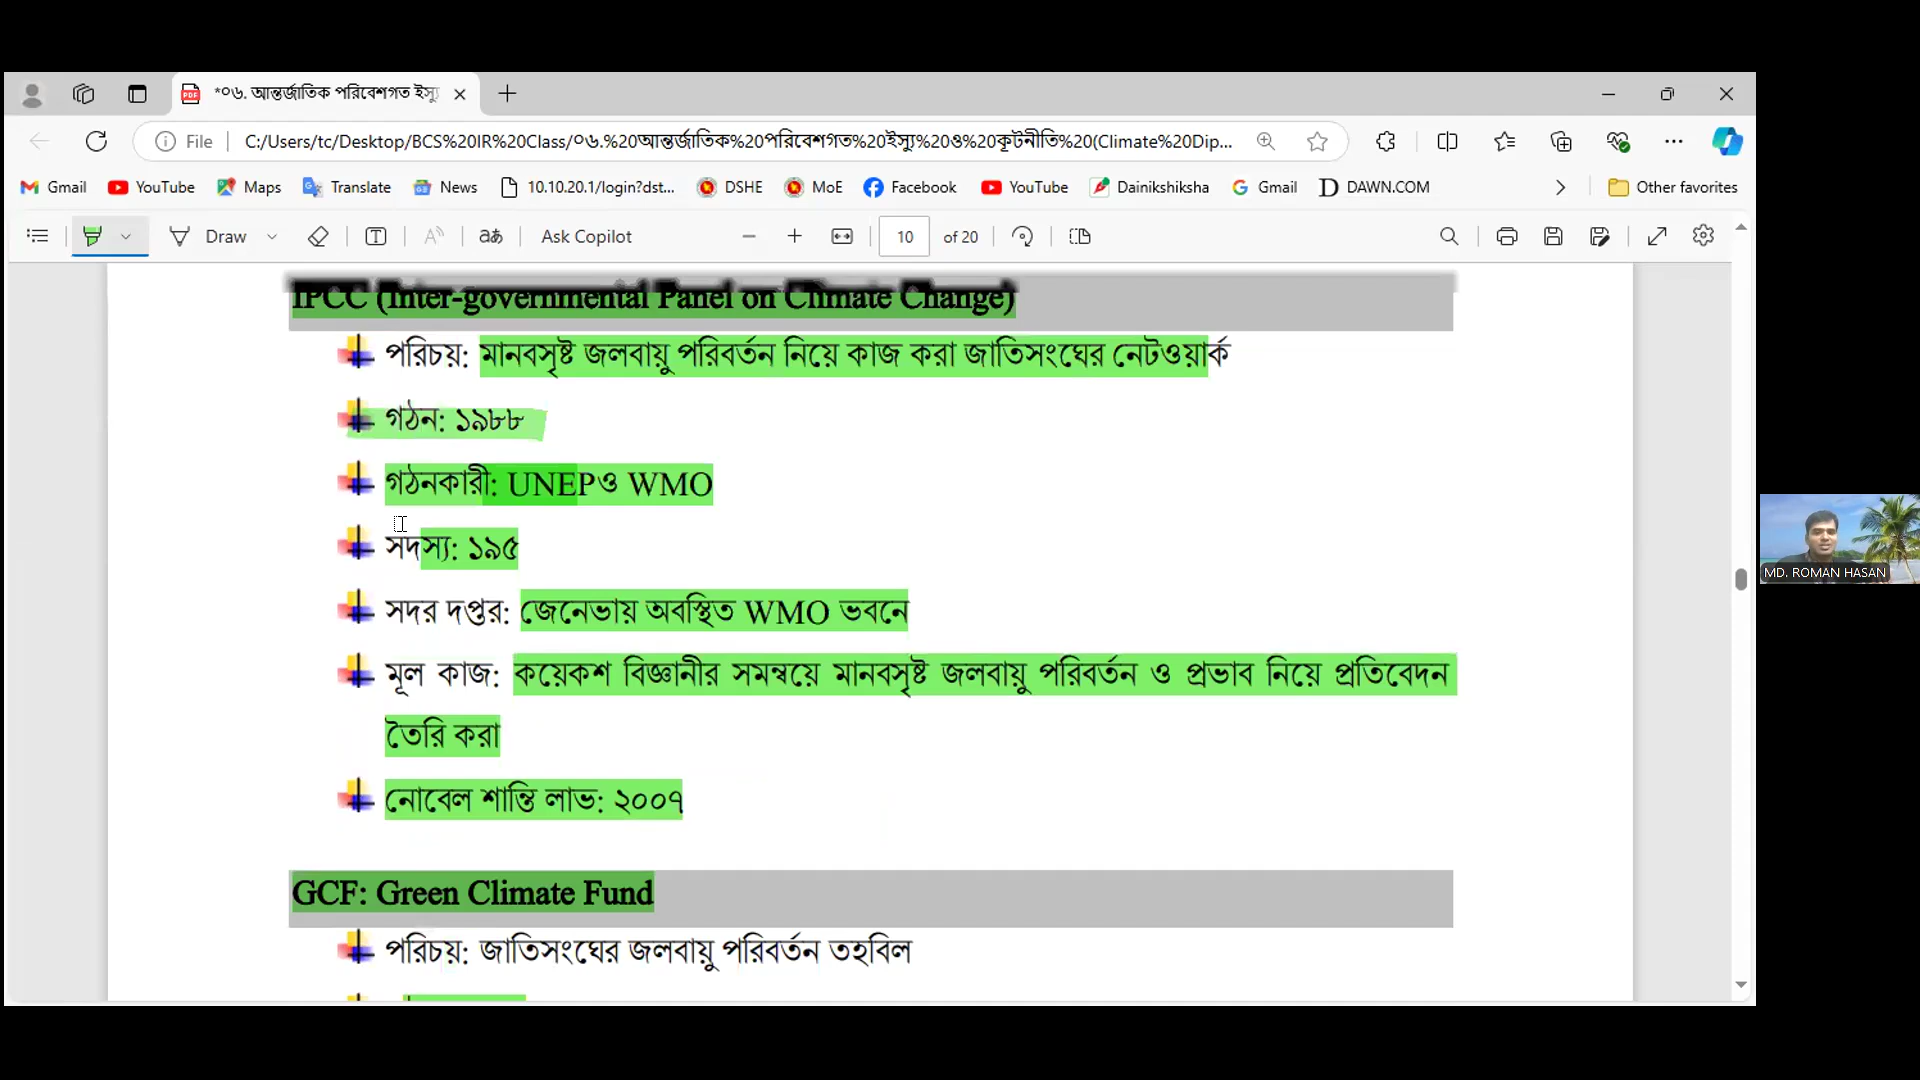 *০৬. আন্তর্জাতিক পরিবেশগত ইস্যু
File
C:/Users/tc/Desktop/BCS%20IR%20Class/০৬.%20আন্তর্জাতিক%20পরিবেশগত%20ইস্যু%20ও%20কূটনীতি%20(Climate%20Dip...
Gmail YouTube Maps Translate News 10.10.20.1/login?dst... DSHE MoE Facebook YouTube Dainikshiksha Gmail DAWN.COM Other favorites
Draw Ask Copilot 10 of 20
IPCC (Inter-governmental Panel on Climate Change)
পরিচয়: মানবসৃষ্ট জলবায়ু পরিবর্তন নিয়ে কাজ করা জাতিসংঘের নেটওয়ার্ক
গঠন: ১৯৮৮
গঠনকারী: UNEPও WMO
সদস্য: ১৯৫
MD. ROMAN HASAN
সদর দপ্তর: জেনেভায় অবস্থিত WMO ভবনে
মূল কাজ: কয়েকশ বিজ্ঞানীর সমন্বয়ে মানবসৃষ্ট জলবায়ু পরিবর্তন ও প্রভাব নিয়ে প্রতিবেদন
তৈরি করা
নোবেল শান্তি লাভ: ২০০৭
GCF: Green Climate Fund
পরিচয়: জাতিসংঘের জলবায়ু পরিবর্তন তহবিল